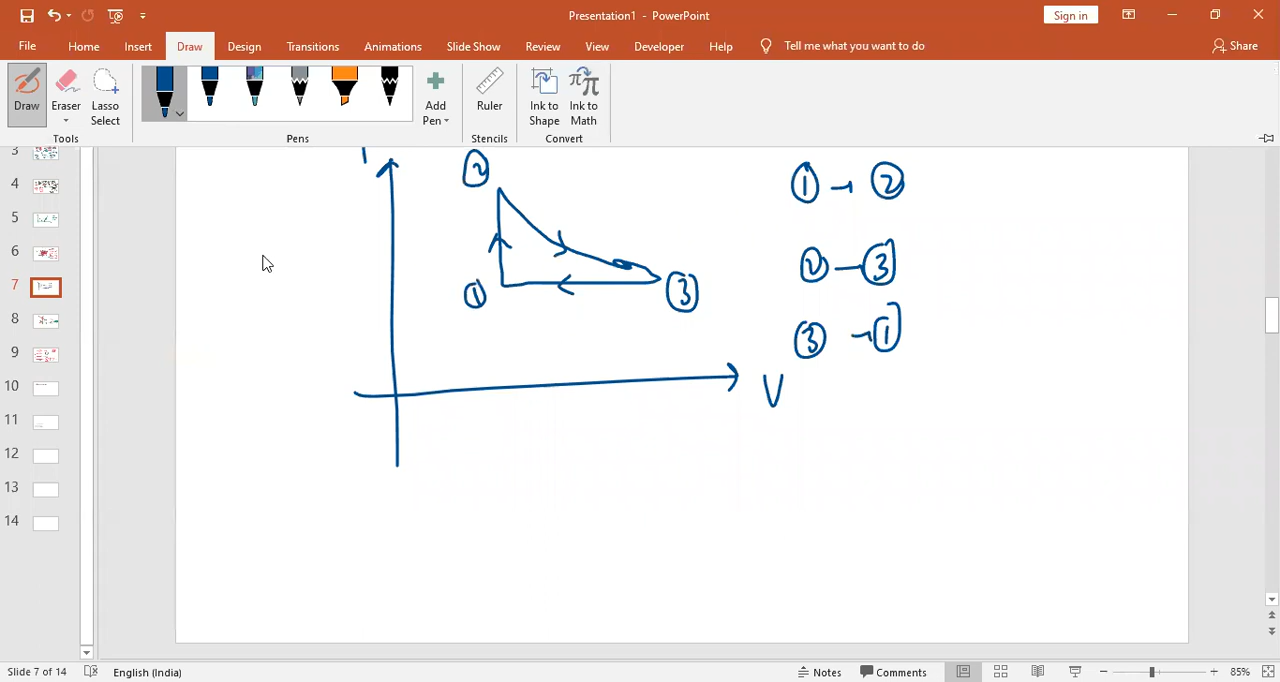 Presentation1 - PowerPoint
Sign in
File Home Insert Draw Design Transitions Animations Slide Show Review View Developer Help Tell me what you want to do Share
Draw Eraser Lasso Select Add Pen Ruler Ink to Shape Ink to Math
Tools Pens Stencils Convert
3
4
5
6
7
8
9
10
11
12
13
14
② ① → ②
② — ③
① ③
③ → ①
V
Slide 7 of 14 English (India) Notes Comments 85%